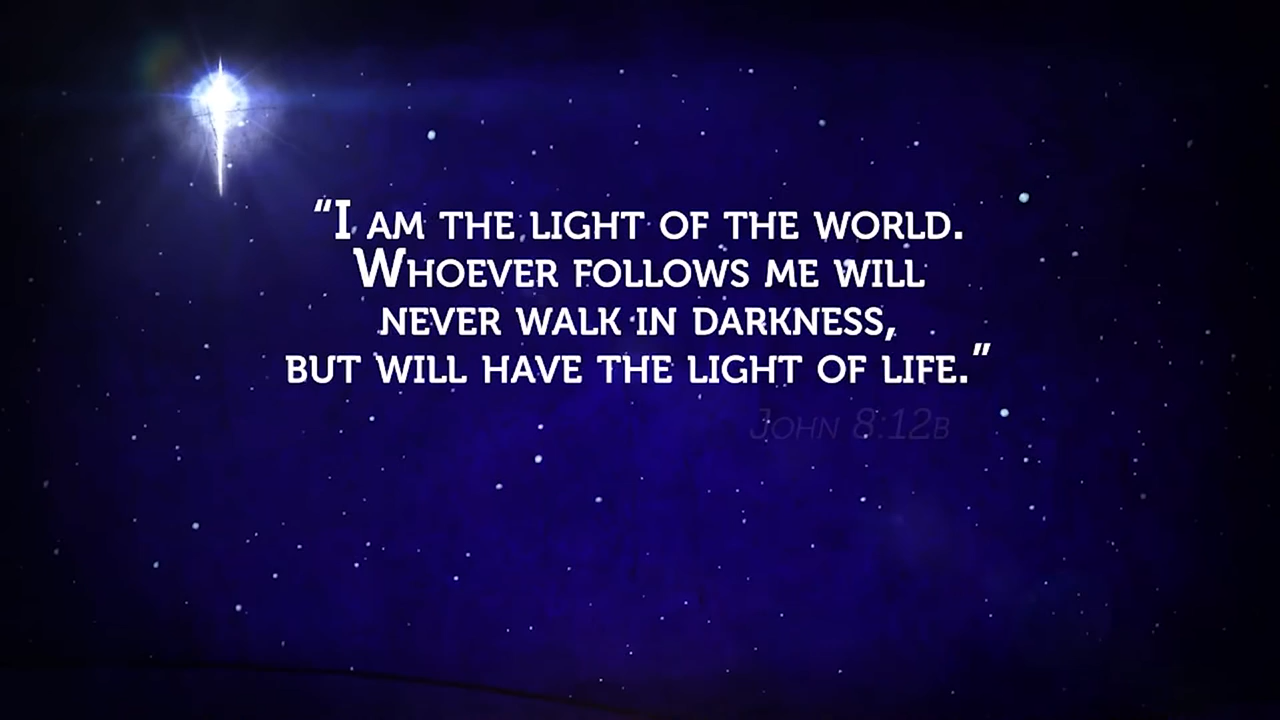 “I am the light of the world.
Whoever follows me will
never walk in darkness,
but will have the light of life.”
John 8:12b